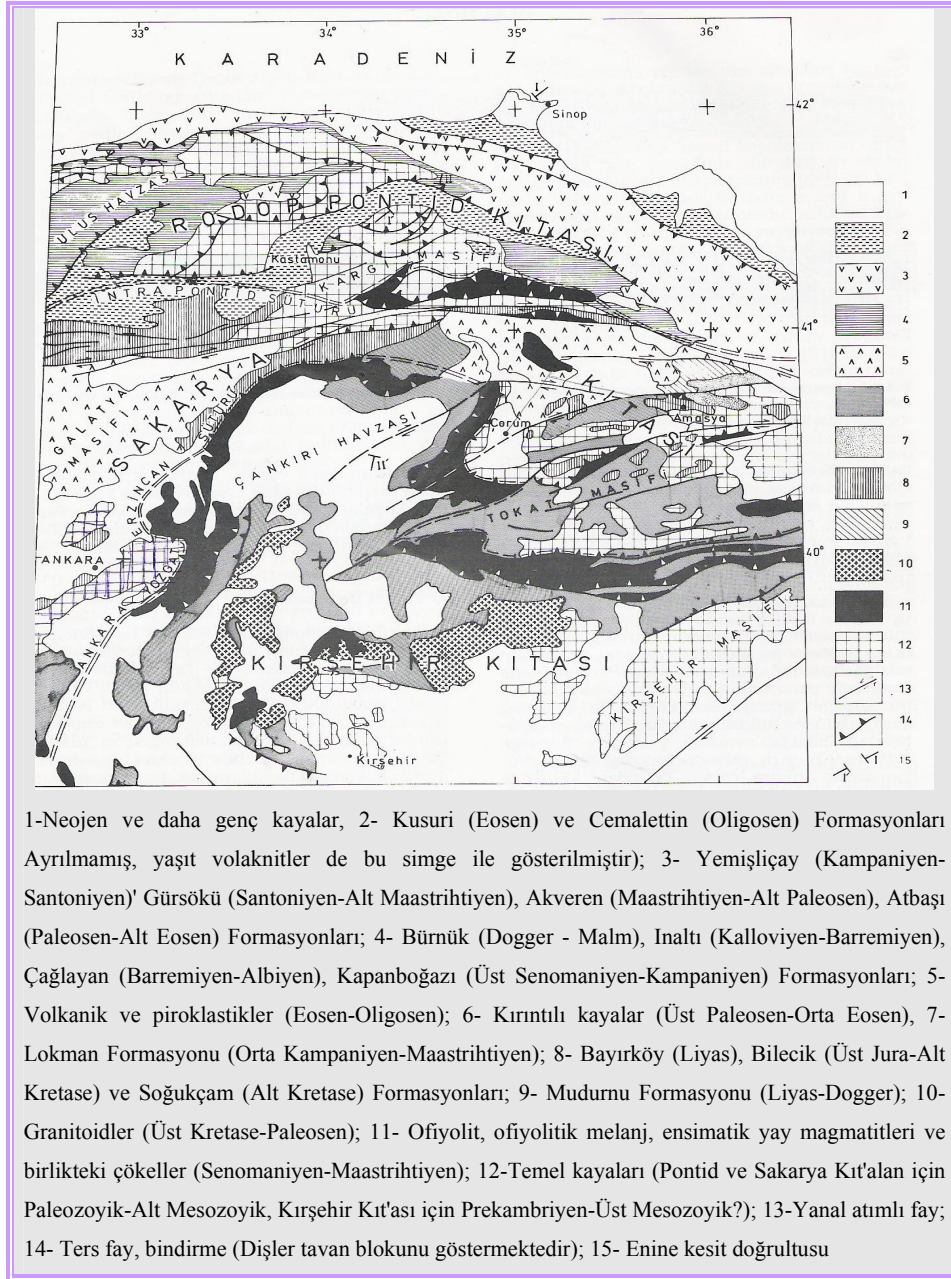 33° 34° 35° 36°
K A R A D E N İ Z
42°
Sinop
ULUS HAVZASI
RODOP PONTİD KITASI
Kastamonu
KARGI MASİFİ
İNTRA PONTİD SÜTURU
41°
SAKARYA KITASI
GALATYA MASİFİ
ÇANKIRI HAVZASI
Çorum
Amasya
TOKAT MASİFİ
40°
ANKARA
ANKARA YOZGAT ERZİNCAN SÜTURU
KIRŞEHİR KITASI
KIRŞEHİR MASİFİ
Kırşehir
1
2
3
4
5
6
7
8
9
10
11
12
13
14
15
1-Neojen ve daha genç kayalar, 2- Kusuri (Eosen) ve Cemalettin (Oligosen) Formasyonları
Ayrılmamış, yaşıt volaknitler de bu simge ile gösterilmiştir); 3- Yemişliçay (Kampaniyen-
Santoniyen)' Gürsökü (Santoniyen-Alt Maastrihtiyen), Akveren (Maastrihtiyen-Alt Paleosen), Atbaşı
(Paleosen-Alt Eosen) Formasyonları; 4- Bürnük (Dogger - Malm), Inaltı (Kalloviyen-Barremiyen),
Çağlayan (Barremiyen-Albiyen), Kapanboğazı (Üst Senomaniyen-Kampaniyen) Formasyonları; 5-
Volkanik ve piroklastikler (Eosen-Oligosen); 6- Kırıntılı kayalar (Üst Paleosen-Orta Eosen), 7-
Lokman Formasyonu (Orta Kampaniyen-Maastrihtiyen); 8- Bayırköy (Liyas), Bilecik (Üst Jura-Alt
Kretase) ve Soğukçam (Alt Kretase) Formasyonları; 9- Mudurnu Formasyonu (Liyas-Dogger); 10-
Granitoidler (Üst Kretase-Paleosen); 11- Ofiyolit, ofiyolitik melanj, ensimatik yay magmatitleri ve
birlikteki çökeller (Senomaniyen-Maastrihtiyen); 12-Temel kayaları (Pontid ve Sakarya Kıt'alan için
Paleozoyik-Alt Mesozoyik, Kırşehir Kıt'ası için Prekambriyen-Üst Mesozoyik?); 13-Yanal atımlı fay;
14- Ters fay, bindirme (Dişler tavan blokunu göstermektedir); 15- Enine kesit doğrultusu